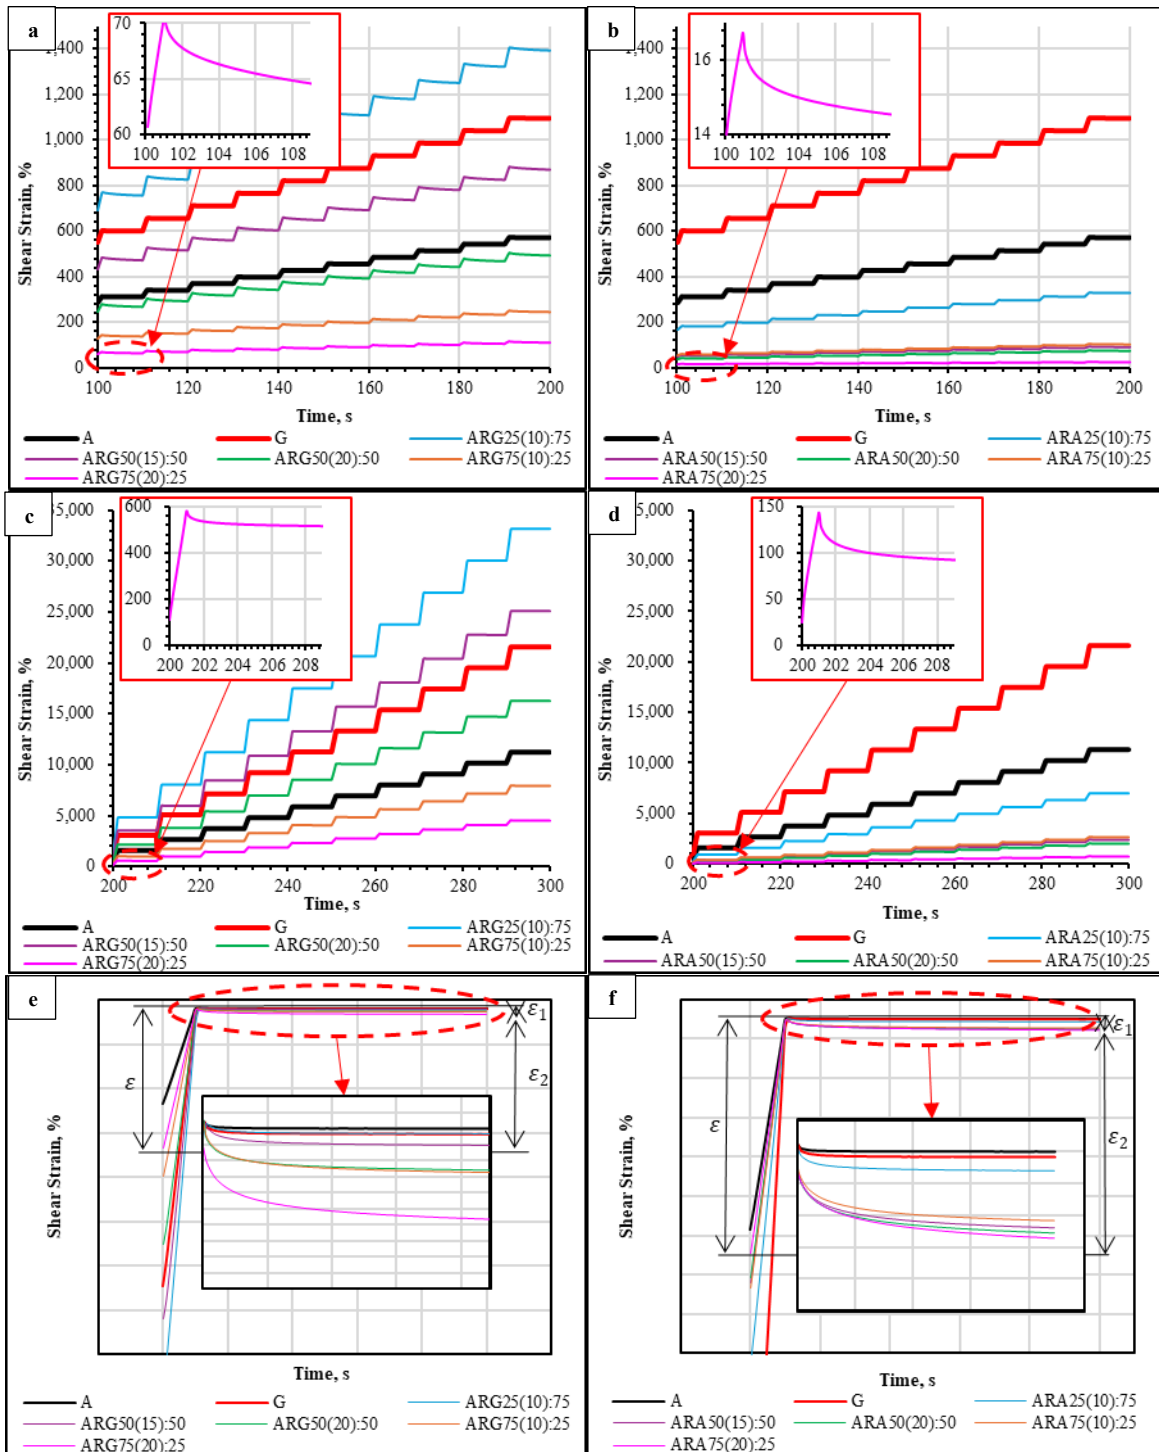 a
Shear Strain, %
1,400
1,200
1,000
800
600
400
200
0
70
65
60
100 102 104 106 108
100 120 140 160 180 200
Time, s
A G ARG25(10):75
ARG50(15):50 ARG50(20):50 ARG75(10):25
ARG75(20):25
b
Shear Strain, %
1,400
1,200
1,000
800
600
400
200
0
16
14
100 102 104 106 108
100 120 140 160 180 200
Time, s
A G ARA25(10):75
ARA50(15):50 ARA50(20):50 ARA75(10):25
ARA75(20):25
c
Shear Strain, %
35,000
30,000
25,000
20,000
15,000
10,000
5,000
0
600
400
200
0
200 202 204 206 208
200 220 240 260 280 300
Time, s
A G ARG25(10):75
ARG50(15):50 ARG50(20):50 ARG75(10):25
ARG75(20):25
d
Shear Strain, %
35,000
30,000
25,000
20,000
15,000
10,000
5,000
0
150
100
50
0
200 202 204 206 208
200 220 240 260 280 300
Time, s
A G ARA25(10):75
ARA50(15):50 ARA50(20):50 ARA75(10):25
ARA75(20):25
e
Shear Strain, %
ε
ε1
ε2
Time, s
A G ARG25(10):75
ARG50(15):50 ARG50(20):50 ARG75(10):25
ARG75(20):25
f
Shear Strain, %
ε
ε1
ε2
Time, s
A G ARA25(10):75
ARA50(15):50 ARA50(20):50 ARA75(10):25
ARA75(20):25